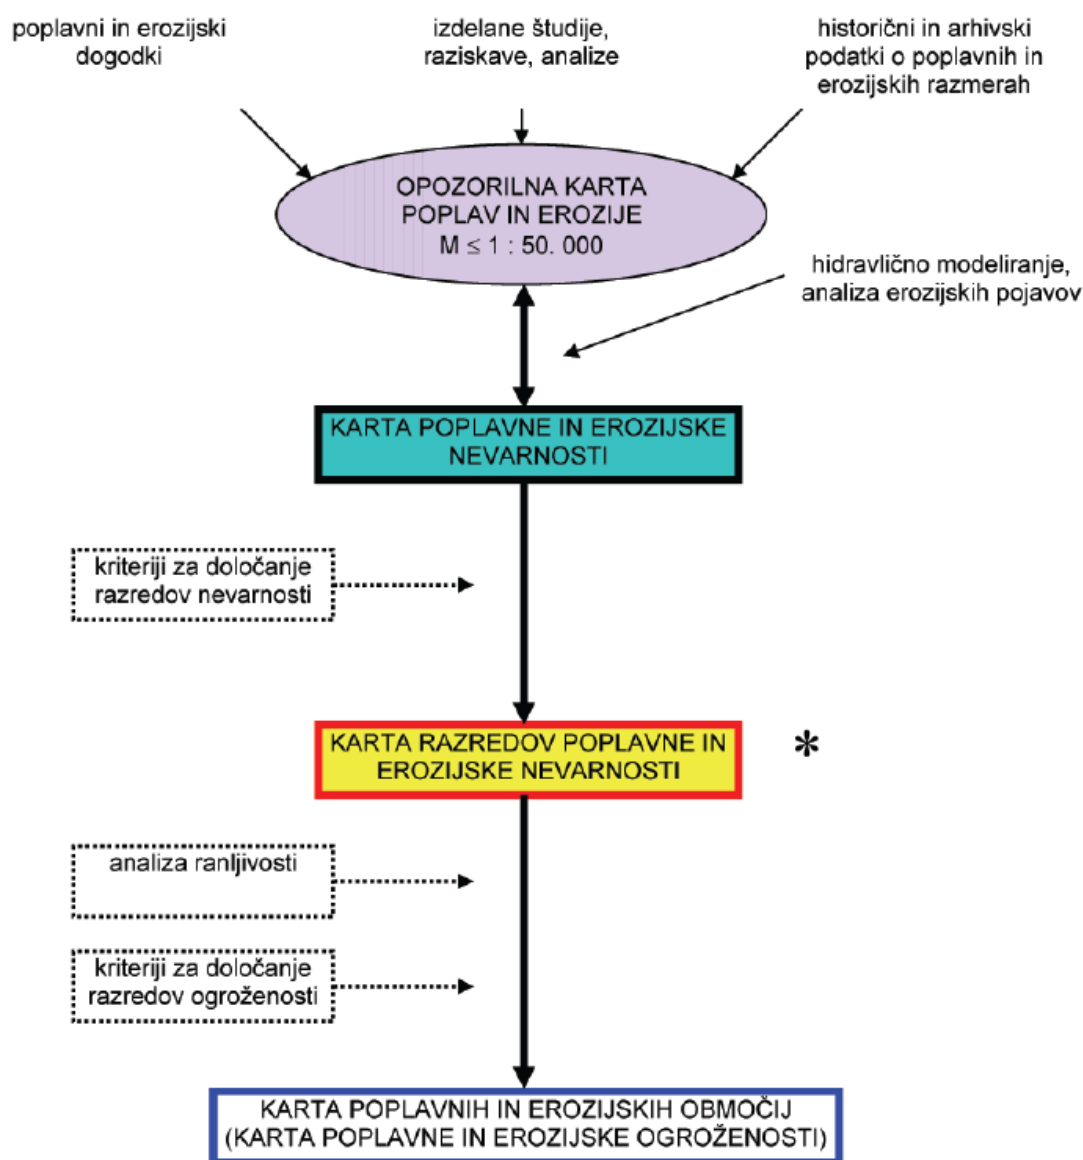 poplavni in erozijski
dogodki
izdelane študije,
raziskave, analize
historični in arhivski
podatki o poplavnih in
erozijskih razmerah
OPOZORILNA KARTA
POPLAV IN EROZIJE
M ≤ 1 : 50. 000
hidravlično modeliranje,
analiza erozijskih pojavov
KARTA POPLAVNE IN EROZIJSKE
NEVARNOSTI
kriteriji za določanje
razredov nevarnosti
KARTA RAZREDOV POPLAVNE IN
EROZIJSKE NEVARNOSTI
*
analiza ranljivosti
kriteriji za določanje
razredov ogroženosti
KARTA POPLAVNIH IN EROZIJSKIH OBMOČIJ
(KARTA POPLAVNE IN EROZIJSKE OGROŽENOSTI)